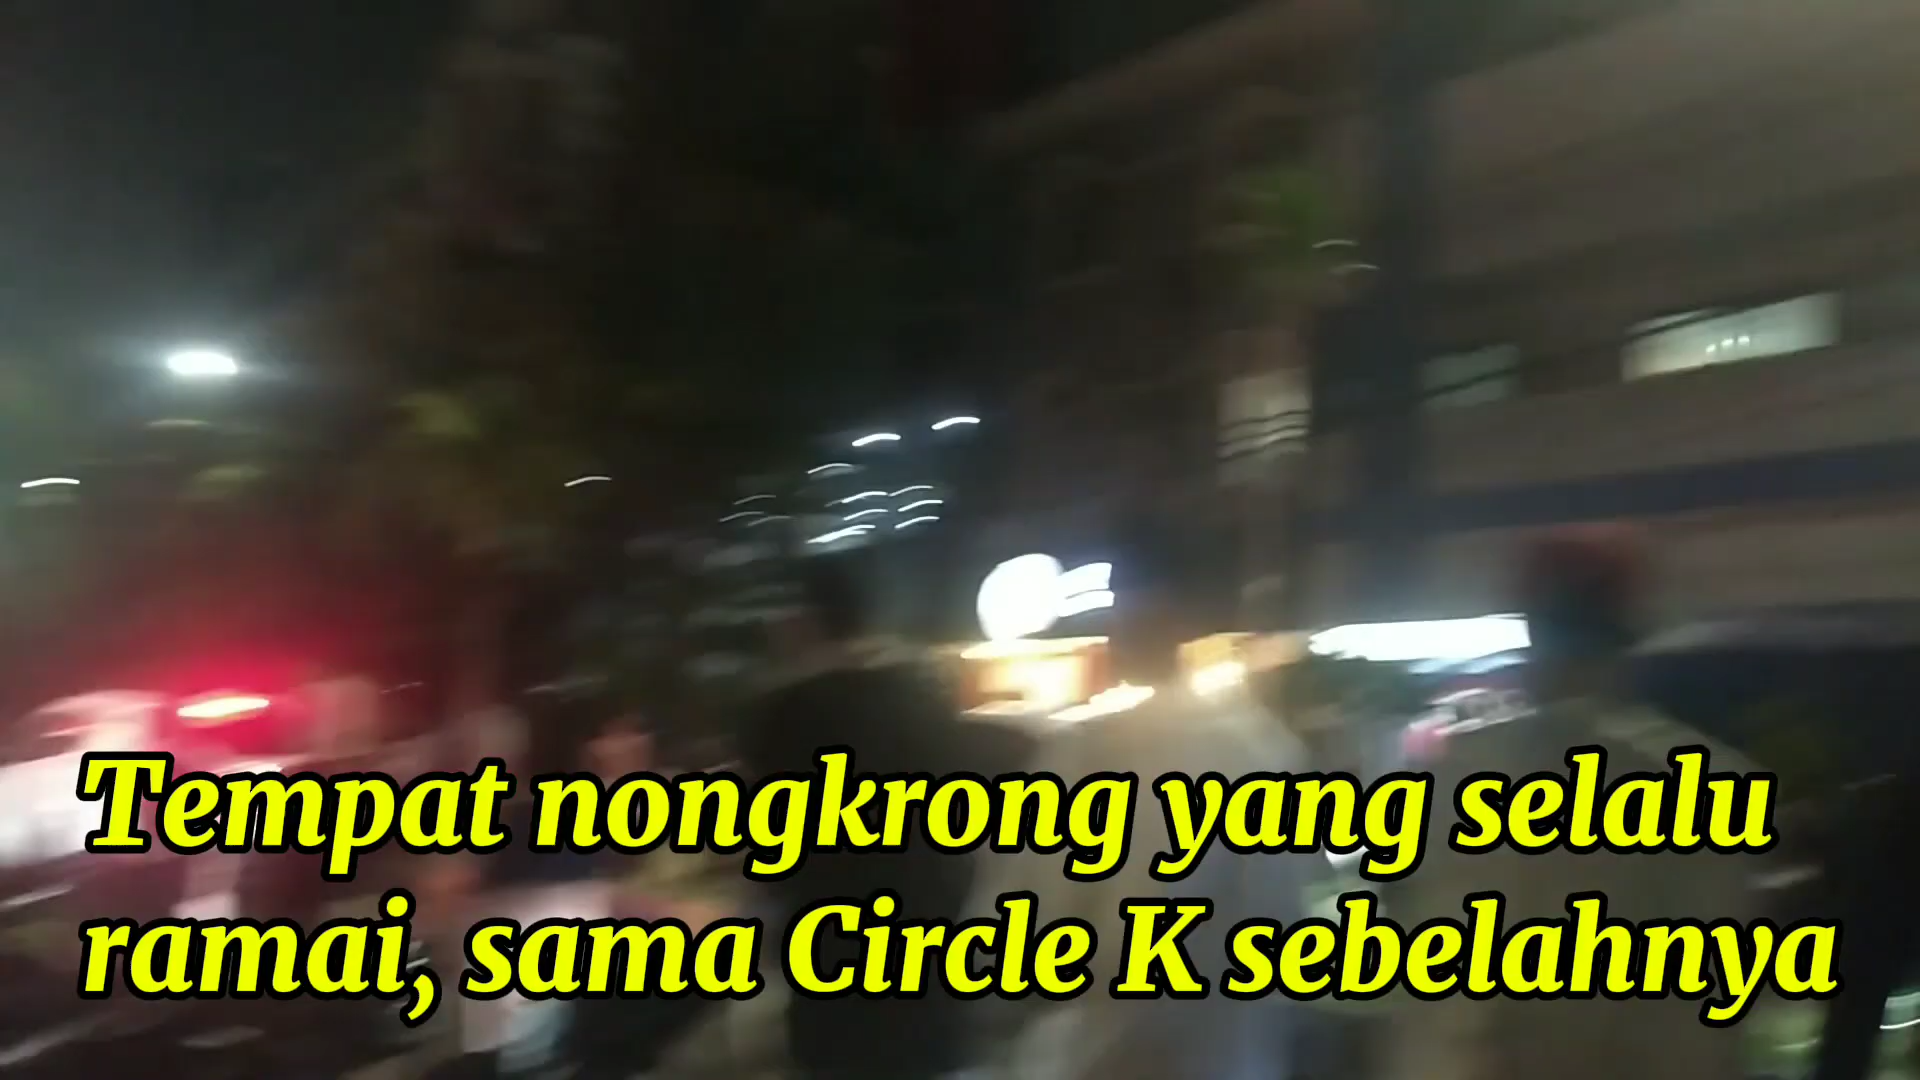 Tempat nongkrong yang selalu
ramai, sama Circle K sebelahnya